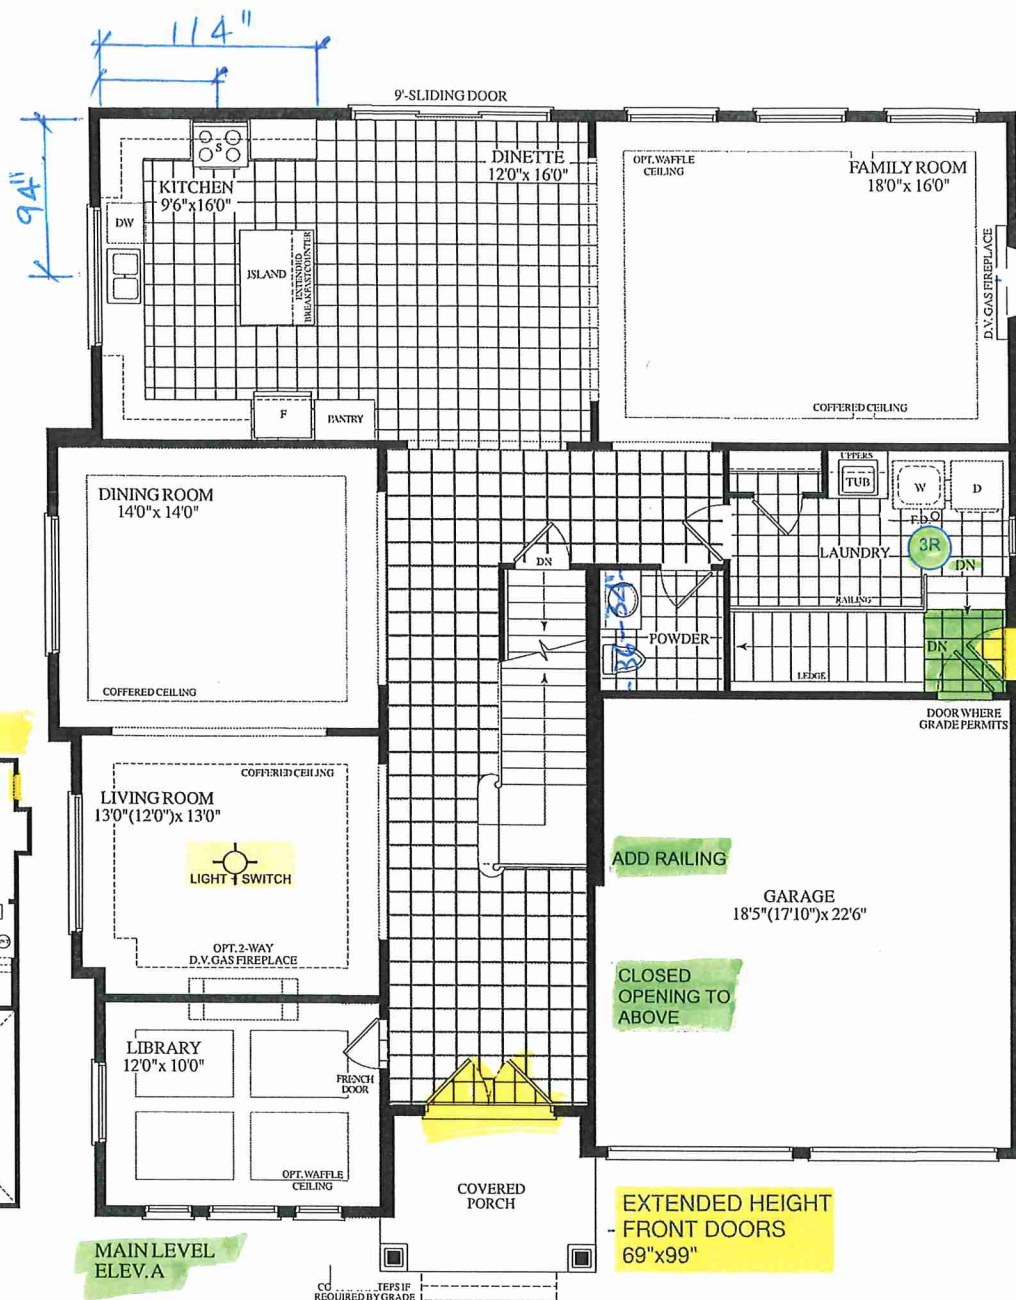 114"
94"
9'-SLIDING DOOR
S
KITCHEN
9'6"x16'0"
DW
ISLAND
EXTENDED
BREAKFAST COUNTER
F
PANTRY
DINETTE
12'0"x 16'0"
OPT. WAFFLE
CEILING
FAMILY ROOM
18'0"x 16'0"
D.V. GAS FIREPLACE
COFFERED CEILING
DINING ROOM
14'0"x 14'0"
COFFERED CEILING
DN
UPPERS
TUB
W
D
F.D.
3R
LAUNDRY
DN
RAILING
DN
LEDGE
POWDER
DOOR WHERE
GRADE PERMITS
COFFERED CEILING
LIVING ROOM
13'0"(12'0")x 13'0"
LIGHT + SWITCH
OPT. 2-WAY
D.V. GAS FIREPLACE
ADD RAILING
GARAGE
18'5"(17'10")x 22'6"
CLOSED
OPENING TO
ABOVE
LIBRARY
12'0"x 10'0"
FRENCH
DOOR
OPT. WAFFLE
CEILING
COVERED
PORCH
EXTENDED HEIGHT
FRONT DOORS
69"x99"
MAIN LEVEL
ELEV. A
REQUIRED BY GRADE